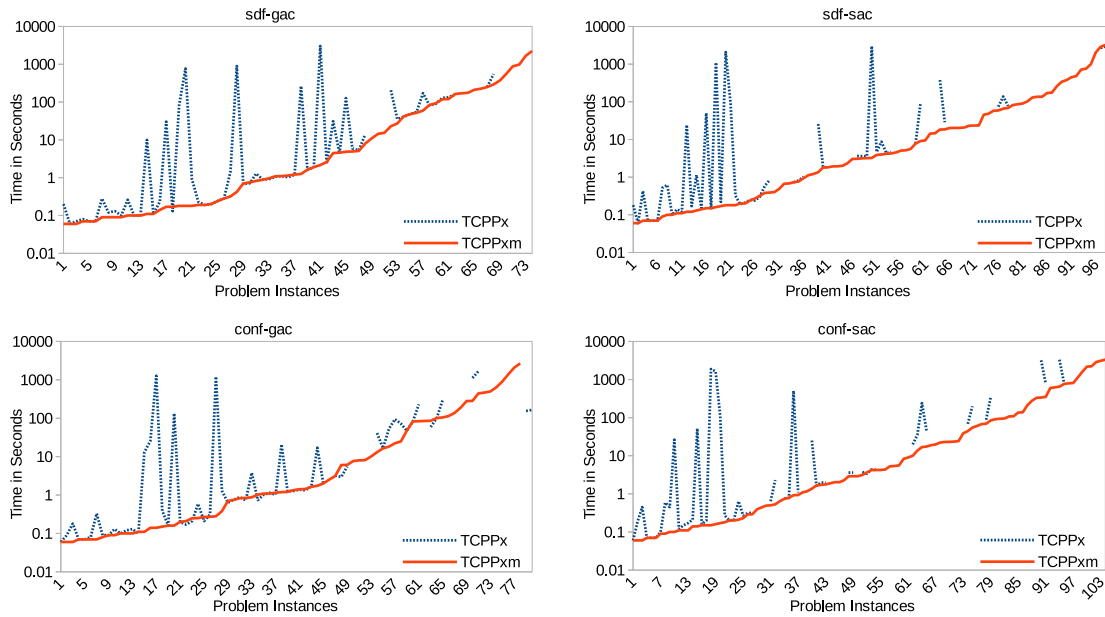 sdf-gac
10000
1000
100
10
1
0.1
0.01
Time in Seconds
TCPPx
TCPPxm
1 5 9 13 17 21 25 29 33 37 41 45 49 53 57 61 65 69 73
Problem Instances
sdf-sac
10000
1000
100
10
1
0.1
0.01
Time in Seconds
TCPPx
TCPPxm
1 6 11 16 21 26 31 36 41 46 51 56 61 66 71 76 81 86 91 96
Problem Instances
conf-gac
10000
1000
100
10
1
0.1
0.01
Time in Seconds
TCPPx
TCPPxm
1 5 9 13 17 21 25 29 33 37 41 45 49 53 57 61 65 69 73 77
Problem Instances
conf-sac
10000
1000
100
10
1
0.1
0.01
Time in Seconds
TCPPx
TCPPxm
1 7 13 19 25 31 37 43 49 55 61 67 73 79 85 91 97 103
Problem Instances